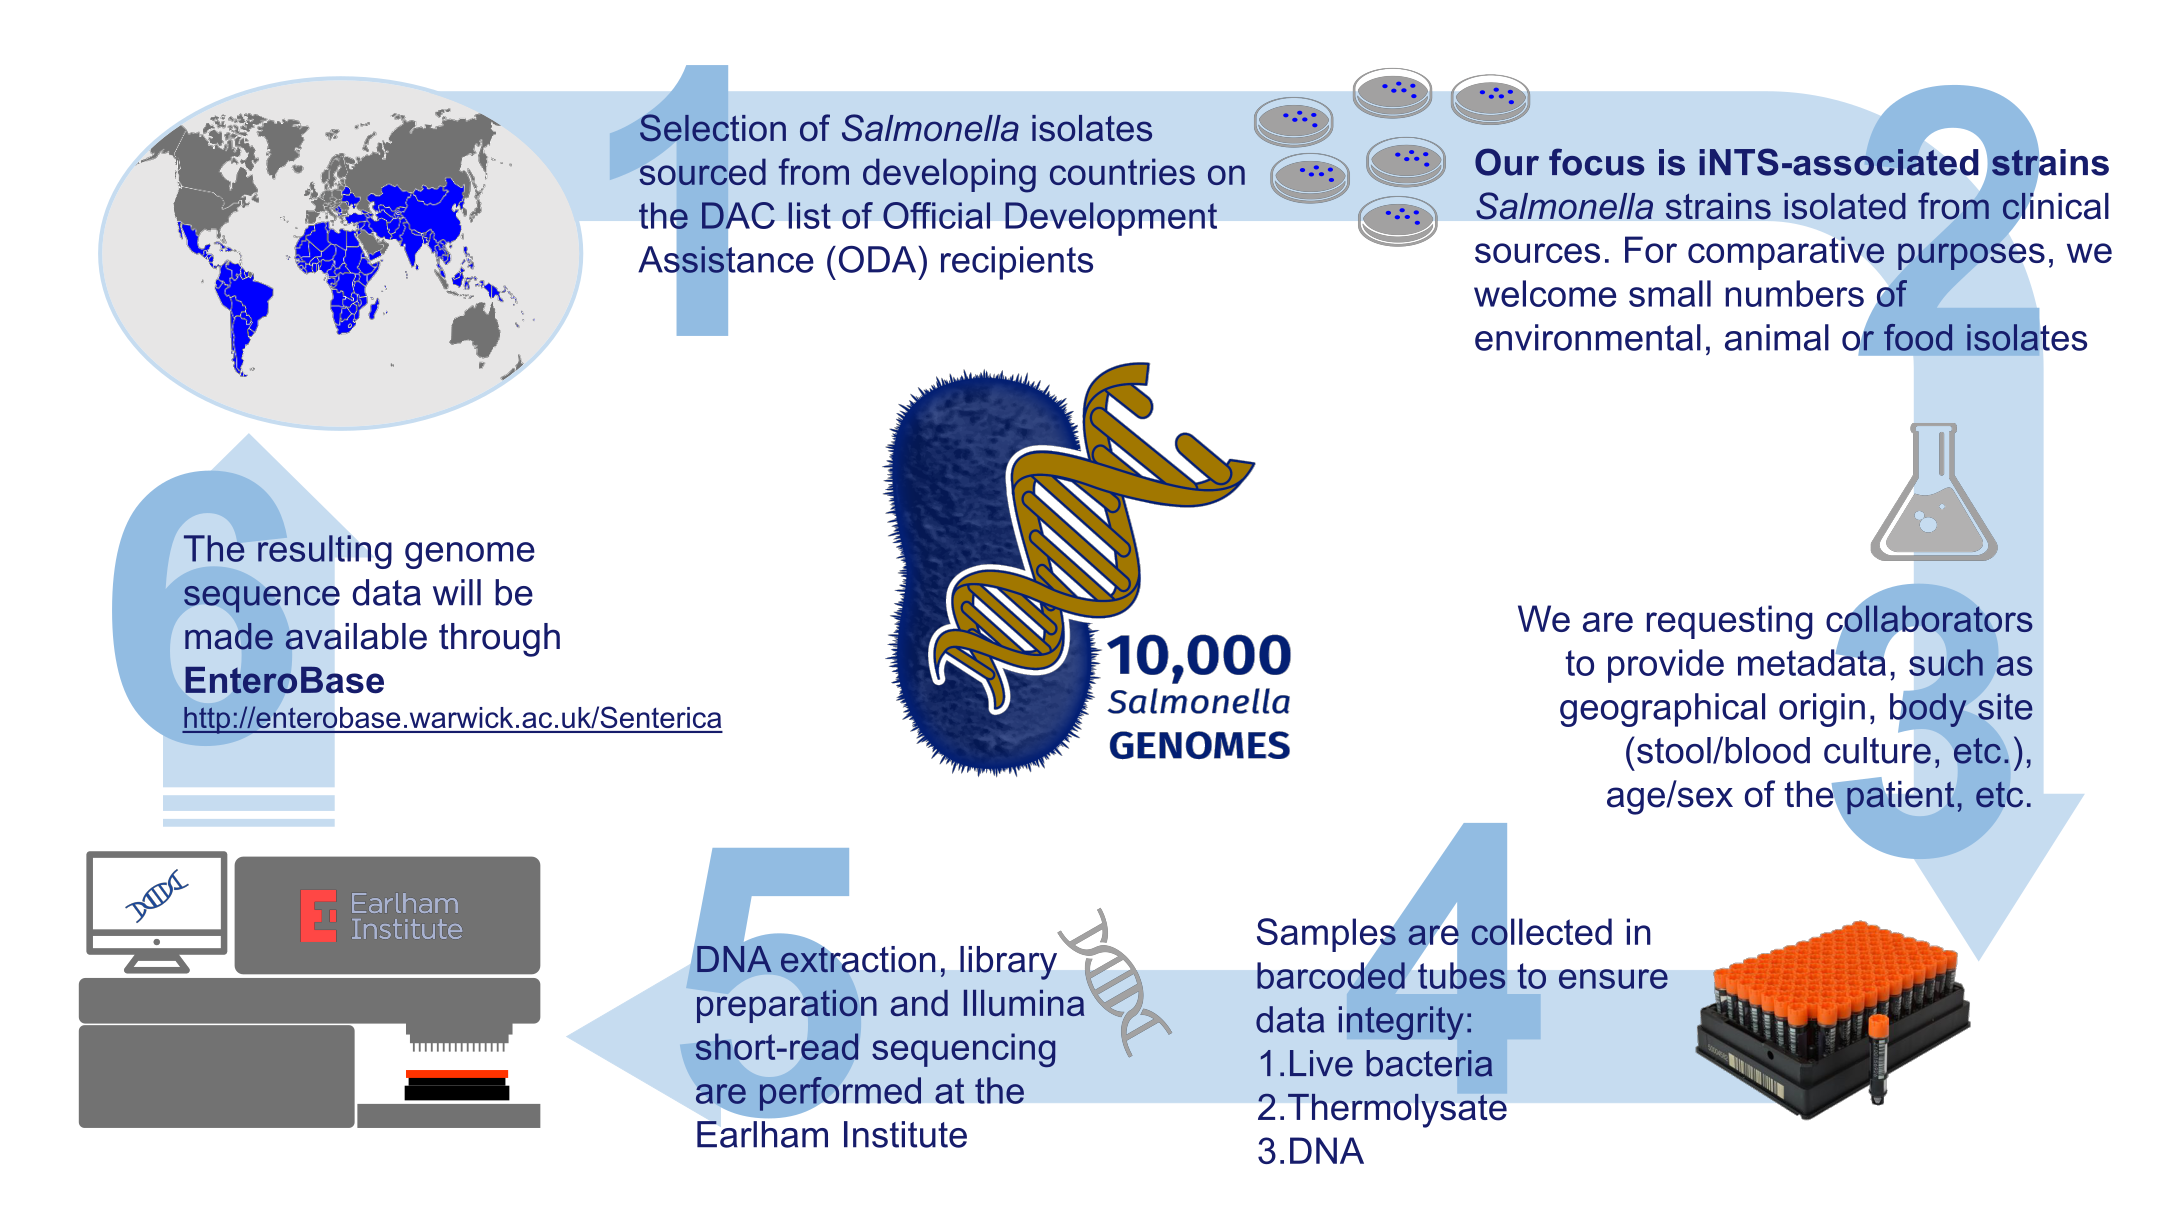 1
Selection of Salmonella isolates
sourced from developing countries on
the DAC list of Official Development
Assistance (ODA) recipients
2
Our focus is iNTS-associated strains
Salmonella strains isolated from clinical
sources. For comparative purposes, we
welcome small numbers of
environmental, animal or food isolates
3
We are requesting collaborators
to provide metadata, such as
geographical origin, body site
(stool/blood culture, etc.),
age/sex of the patient, etc.
4
Samples are collected in
barcoded tubes to ensure
data integrity:
1.Live bacteria
2.Thermolysate
3.DNA
5
DNA extraction, library
preparation and Illumina
short-read sequencing
are performed at the
Earlham Institute
Earlham
Institute
6
The resulting genome
sequence data will be
made available through
EnteroBase
http://enterobase.warwick.ac.uk/Senterica
10,000
Salmonella
GENOMES